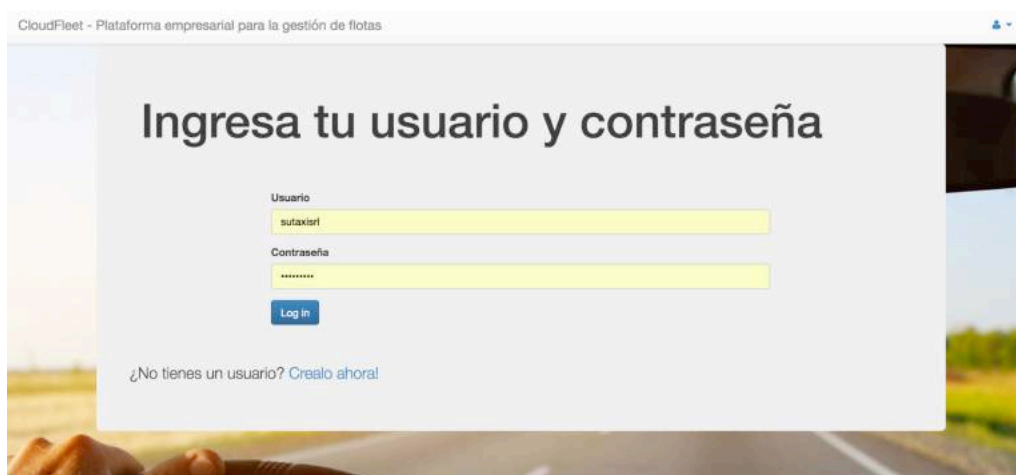 CloudFleet - Plataforma empresarial para la gestión de flotas
Ingresa tu usuario y contraseña
Usuario
sutaxisrl
Contraseña
•••••••••
Log in
¿No tienes un usuario? Crealo ahora!